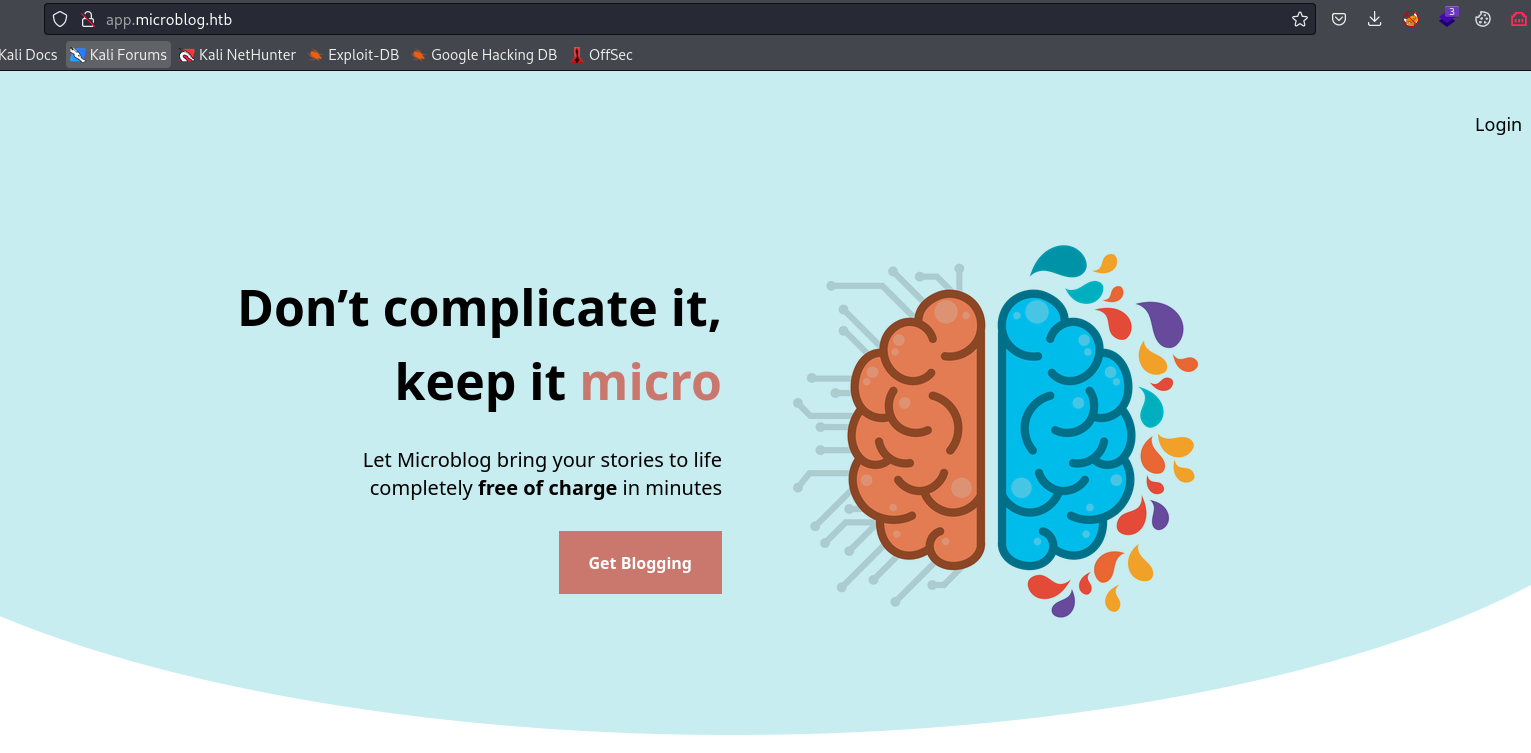 app.microblog.htb
3
Kali Docs Kali Forums Kali NetHunter Exploit-DB Google Hacking DB OffSec
Login
Don’t complicate it,
keep it micro
Let Microblog bring your stories to life
completely free of charge in minutes
Get Blogging